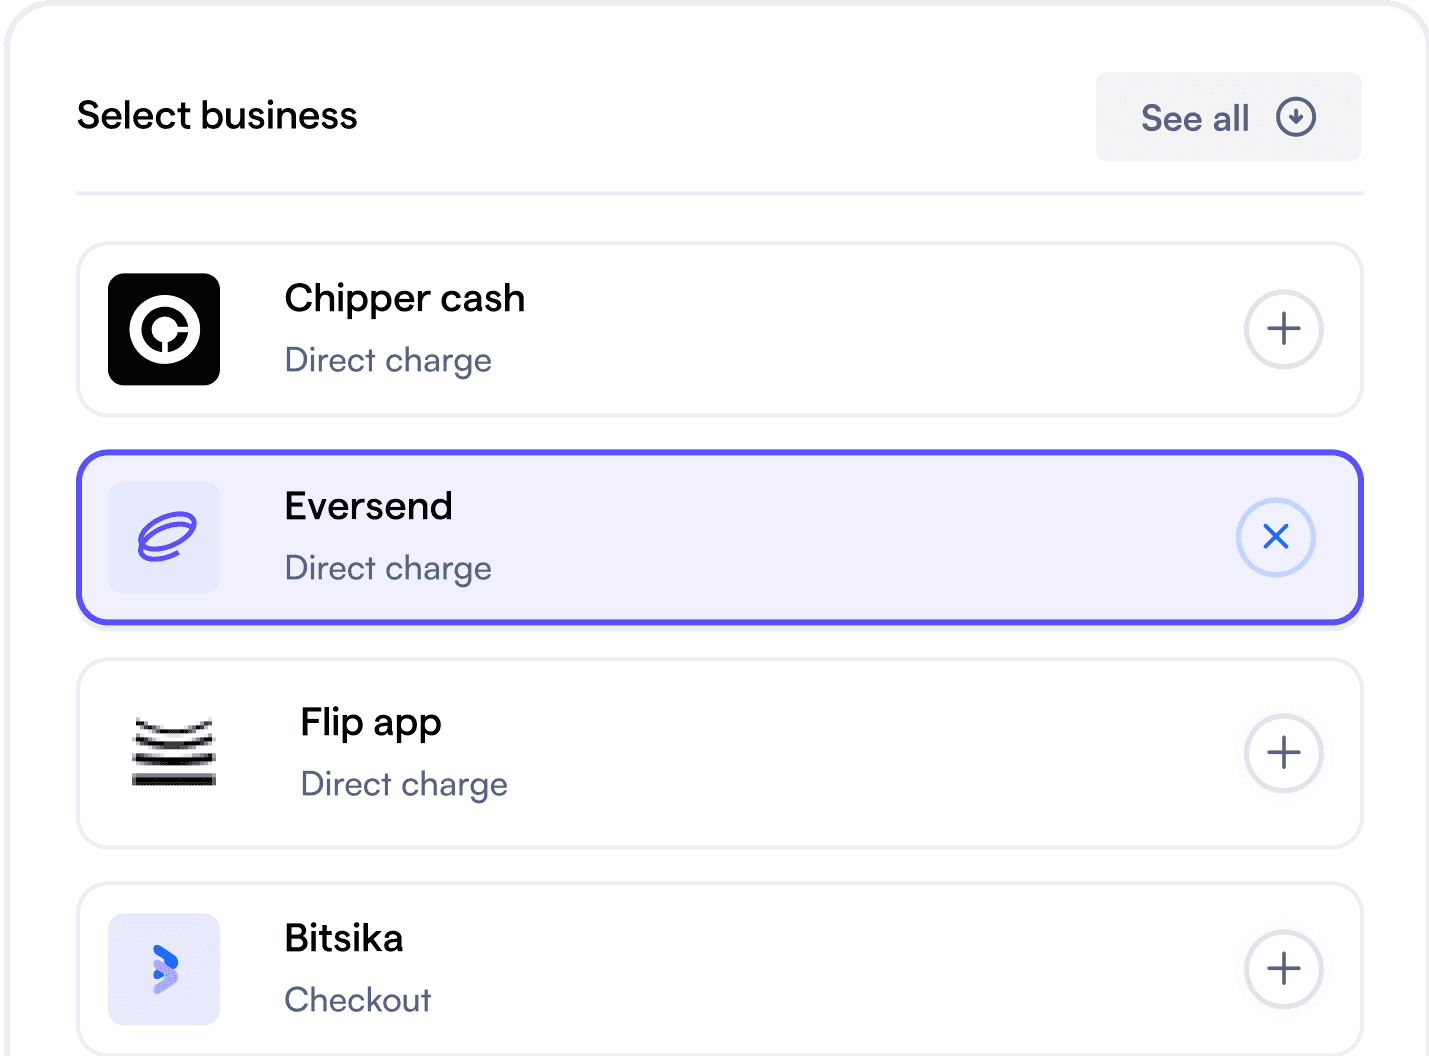 Select business
See all
Chipper cash
Direct charge
Eversend
Direct charge
Flip app
Direct charge
Bitsika
Checkout